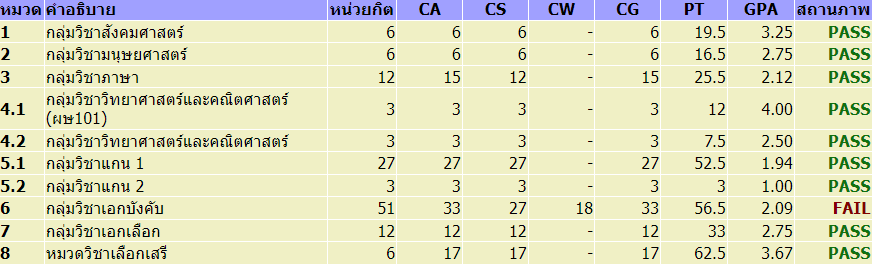 หมวด คำอธิบาย หน่วยกิต CA CS CW CG PT GPA สถานภาพ
1 กลุ่มวิชาสังคมศาสตร์ 6 6 6 - 6 19.5 3.25 PASS
2 กลุ่มวิชามนุษยศาสตร์ 6 6 6 - 6 16.5 2.75 PASS
3 กลุ่มวิชาภาษา 12 15 12 - 15 25.5 2.12 PASS
4.1 กลุ่มวิชาวิทยาศาสตร์และคณิตศาสตร์
(ผษ101) 3 3 3 - 3 12 4.00 PASS
4.2 กลุ่มวิชาวิทยาศาสตร์และคณิตศาสตร์ 3 3 3 - 3 7.5 2.50 PASS
5.1 กลุ่มวิชาแกน 1 27 27 27 - 27 52.5 1.94 PASS
5.2 กลุ่มวิชาแกน 2 3 3 3 - 3 3 1.00 PASS
6 กลุ่มวิชาเอกบังคับ 51 33 27 18 33 56.5 2.09 FAIL
7 กลุ่มวิชาเอกเลือก 12 12 12 - 12 33 2.75 PASS
8 หมวดวิชาเลือกเสรี 6 17 17 - 17 62.5 3.67 PASS